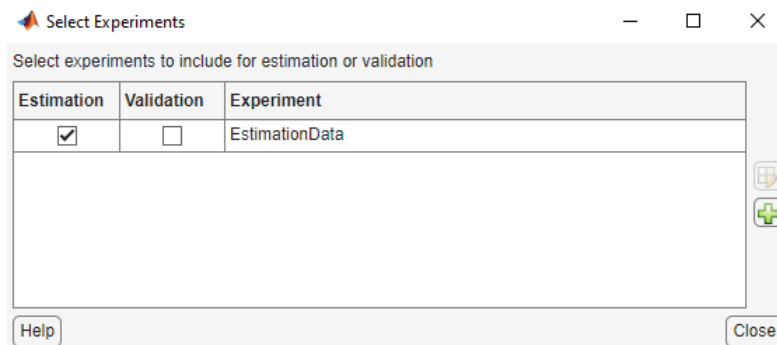 Select Experiments
Select experiments to include for estimation or validation
Estimation Validation Experiment
EstimationData
Help Close